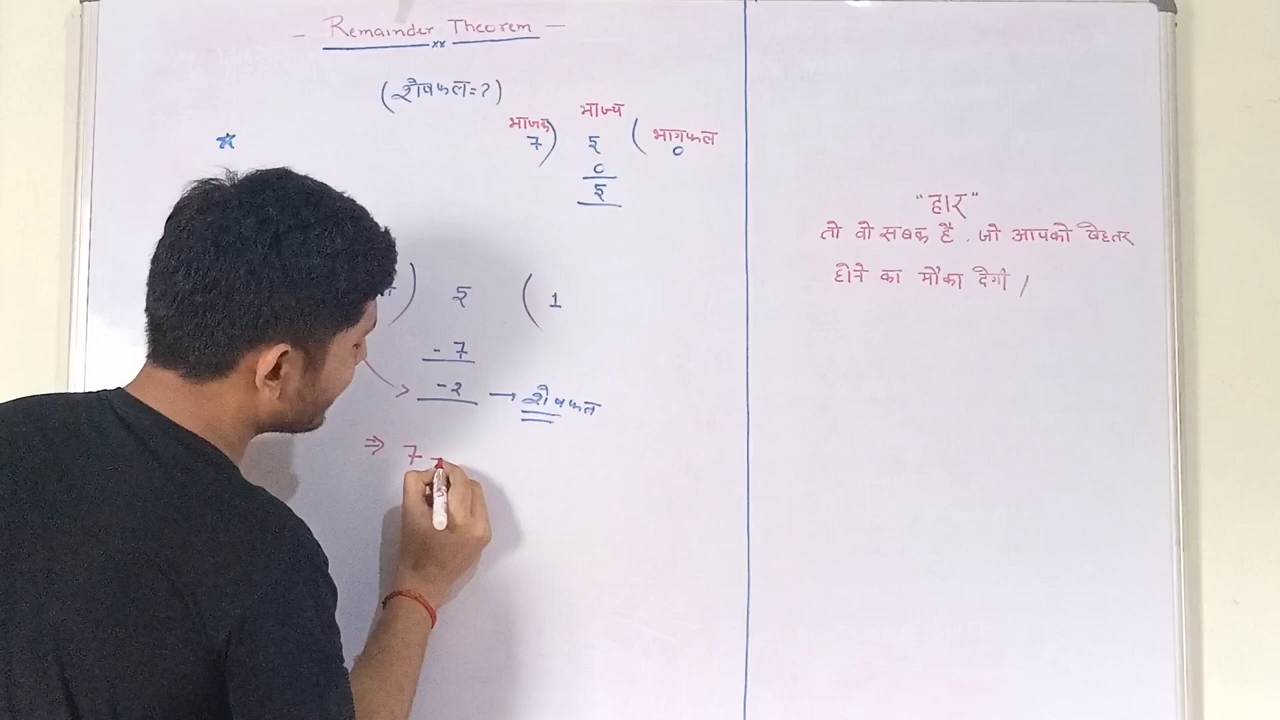 - Remainder Theorem -
(शेषफल=?)
भाजक भाज्य भागफल
7) 5 ( 0
0
5
) 5 ( 1
- 7
-2 → शेषफल
⇒ 7 -
"हार"
तो वो सबक है , जो आपको बेहतर
होने का मौका देगी /